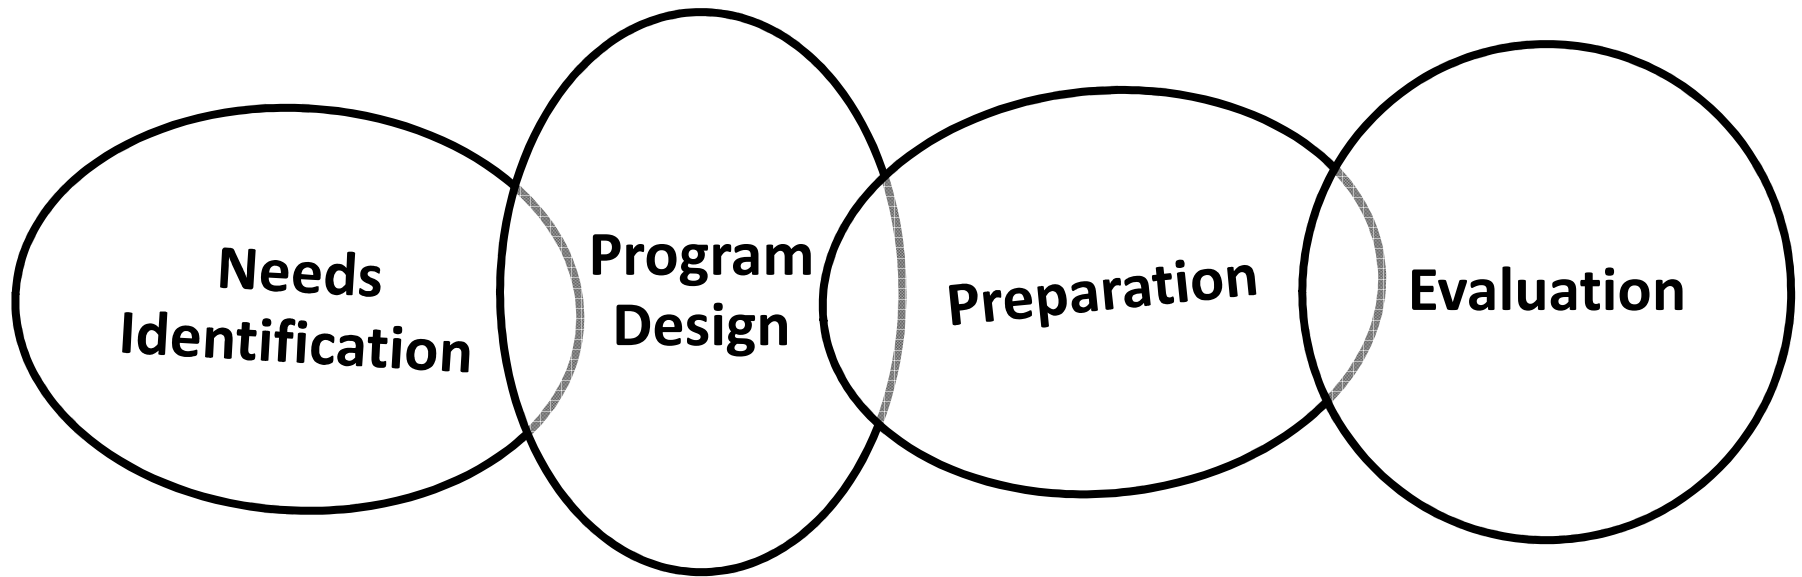 Needs
Identification
Program
Design
Preparation
Evaluation